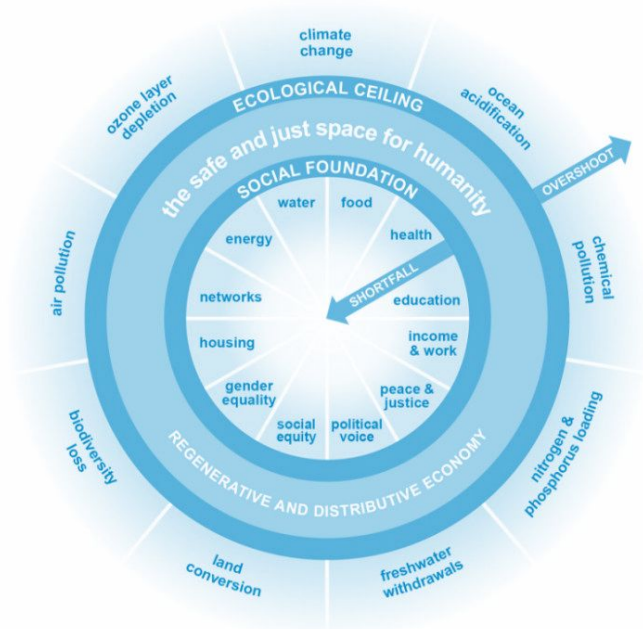 climate
change
ocean
acidification
chemical
pollution
nitrogen &
phosphorus loading
freshwater
withdrawals
land
conversion
biodiversity
loss
air pollution
ozone layer
depletion
ECOLOGICAL CEILING
OVERSHOOT
the safe and just space for humanity
SOCIAL FOUNDATION
water
food
health
SHORTFALL
education
income
& work
peace &
justice
political
voice
social
equity
gender
equality
housing
networks
energy
REGENERATIVE AND DISTRIBUTIVE ECONOMY